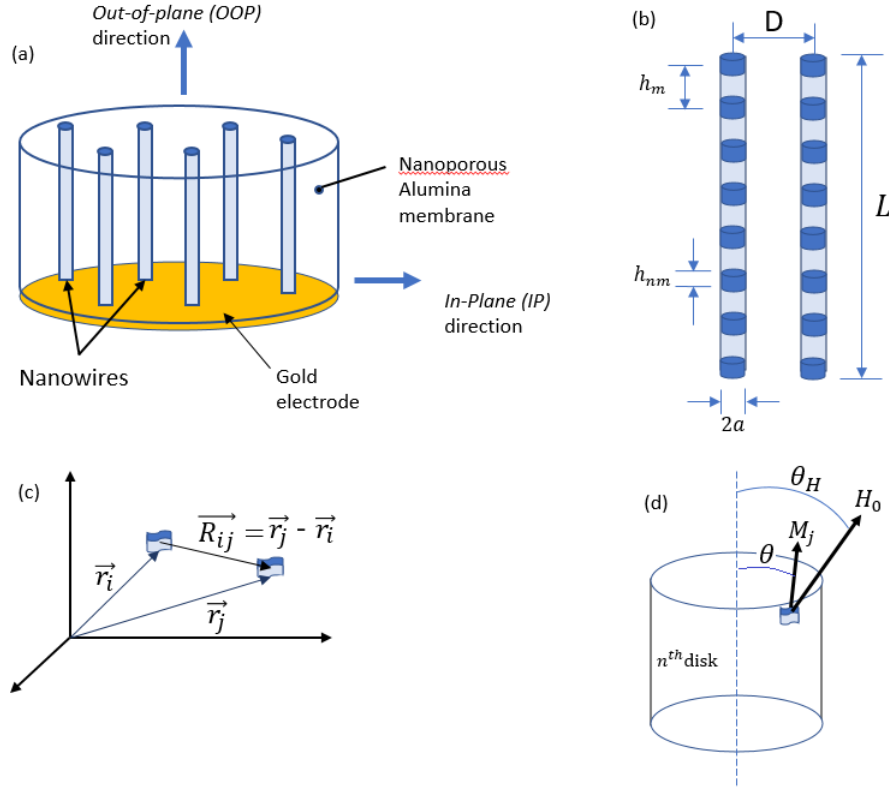 Out-of-plane (OOP)
direction
(a)
Nanoporous
Alumina
membrane
In-Plane (IP)
direction
Nanowires
Gold
electrode
(b)
D
h_m
L
h_nm
2a
(c)
R_ij = r_j - r_i
r_i
r_j
(d)
θ_H
H_0
M_j
θ
n^th disk